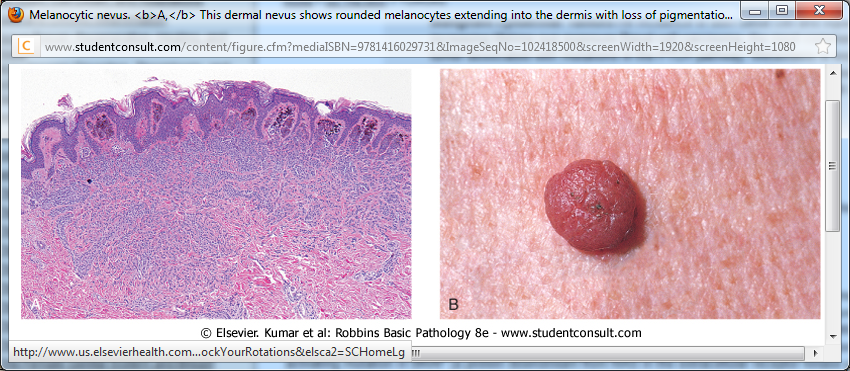 Melanocytic nevus. <b>A,</b> This dermal nevus shows rounded melanocytes extending into the dermis with loss of pigmentatio...
www.studentconsult.com/content/figure.cfm?mediaISBN=9781416029731&ImageSeqNo=102418500&screenWidth=1920&screenHeight=1080
A
B
© Elsevier. Kumar et al: Robbins Basic Pathology 8e - www.studentconsult.com
http://www.us.elsevierhealth.com...ockYourRotations&elsca2=SCHomeLg